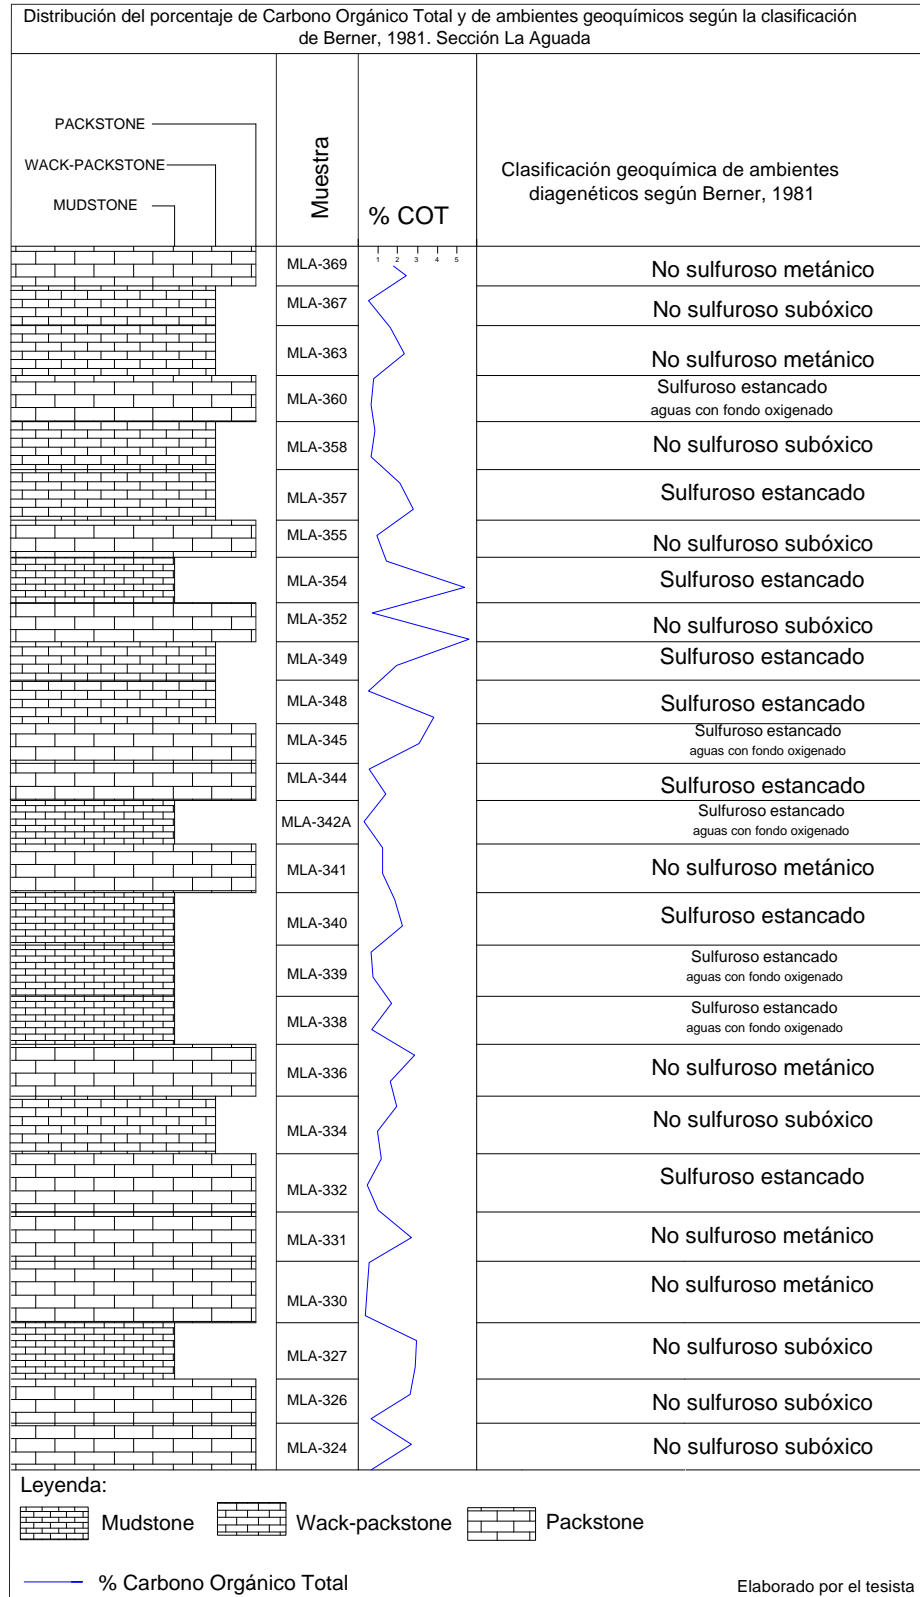 Distribución del porcentaje de Carbono Orgánico Total y de ambientes geoquímicos según la clasificación
de Berner, 1981. Sección La Aguada
PACKSTONE
WACK-PACKSTONE
MUDSTONE
Muestra
% COT
Clasificación geoquímica de ambientes
diagenéticos según Berner, 1981
1 2 3 4 5
MLA-369
No sulfuroso metánico
MLA-367
No sulfuroso subóxico
MLA-363
No sulfuroso metánico
MLA-360
Sulfuroso estancado
aguas con fondo oxigenado
MLA-358
No sulfuroso subóxico
MLA-357
Sulfuroso estancado
MLA-355
No sulfuroso subóxico
MLA-354
Sulfuroso estancado
MLA-352
No sulfuroso subóxico
MLA-349
Sulfuroso estancado
MLA-348
Sulfuroso estancado
MLA-345
Sulfuroso estancado
aguas con fondo oxigenado
MLA-344
Sulfuroso estancado
MLA-342A
Sulfuroso estancado
aguas con fondo oxigenado
MLA-341
No sulfuroso metánico
MLA-340
Sulfuroso estancado
MLA-339
Sulfuroso estancado
aguas con fondo oxigenado
MLA-338
Sulfuroso estancado
aguas con fondo oxigenado
MLA-336
No sulfuroso metánico
MLA-334
No sulfuroso subóxico
MLA-332
Sulfuroso estancado
MLA-331
No sulfuroso metánico
MLA-330
No sulfuroso metánico
MLA-327
No sulfuroso subóxico
MLA-326
No sulfuroso subóxico
MLA-324
No sulfuroso subóxico
Leyenda:
Mudstone
Wack-packstone
Packstone
% Carbono Orgánico Total
Elaborado por el tesista